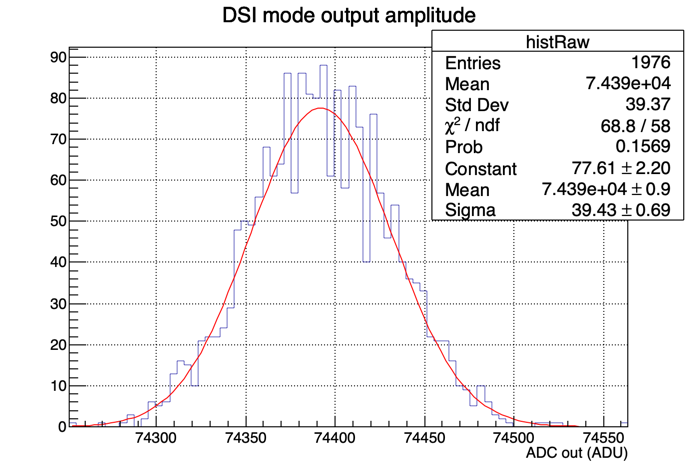 DSI mode output amplitude
histRaw
Entries 1976
Mean 7.439e+04
Std Dev 39.37
χ² / ndf 68.8 / 58
Prob 0.1569
Constant 77.61 ± 2.20
Mean 7.439e+04 ± 0.9
Sigma 39.43 ± 0.69
90
80
70
60
50
40
30
20
10
0
74300 74350 74400 74450 74500 74550
ADC out (ADU)